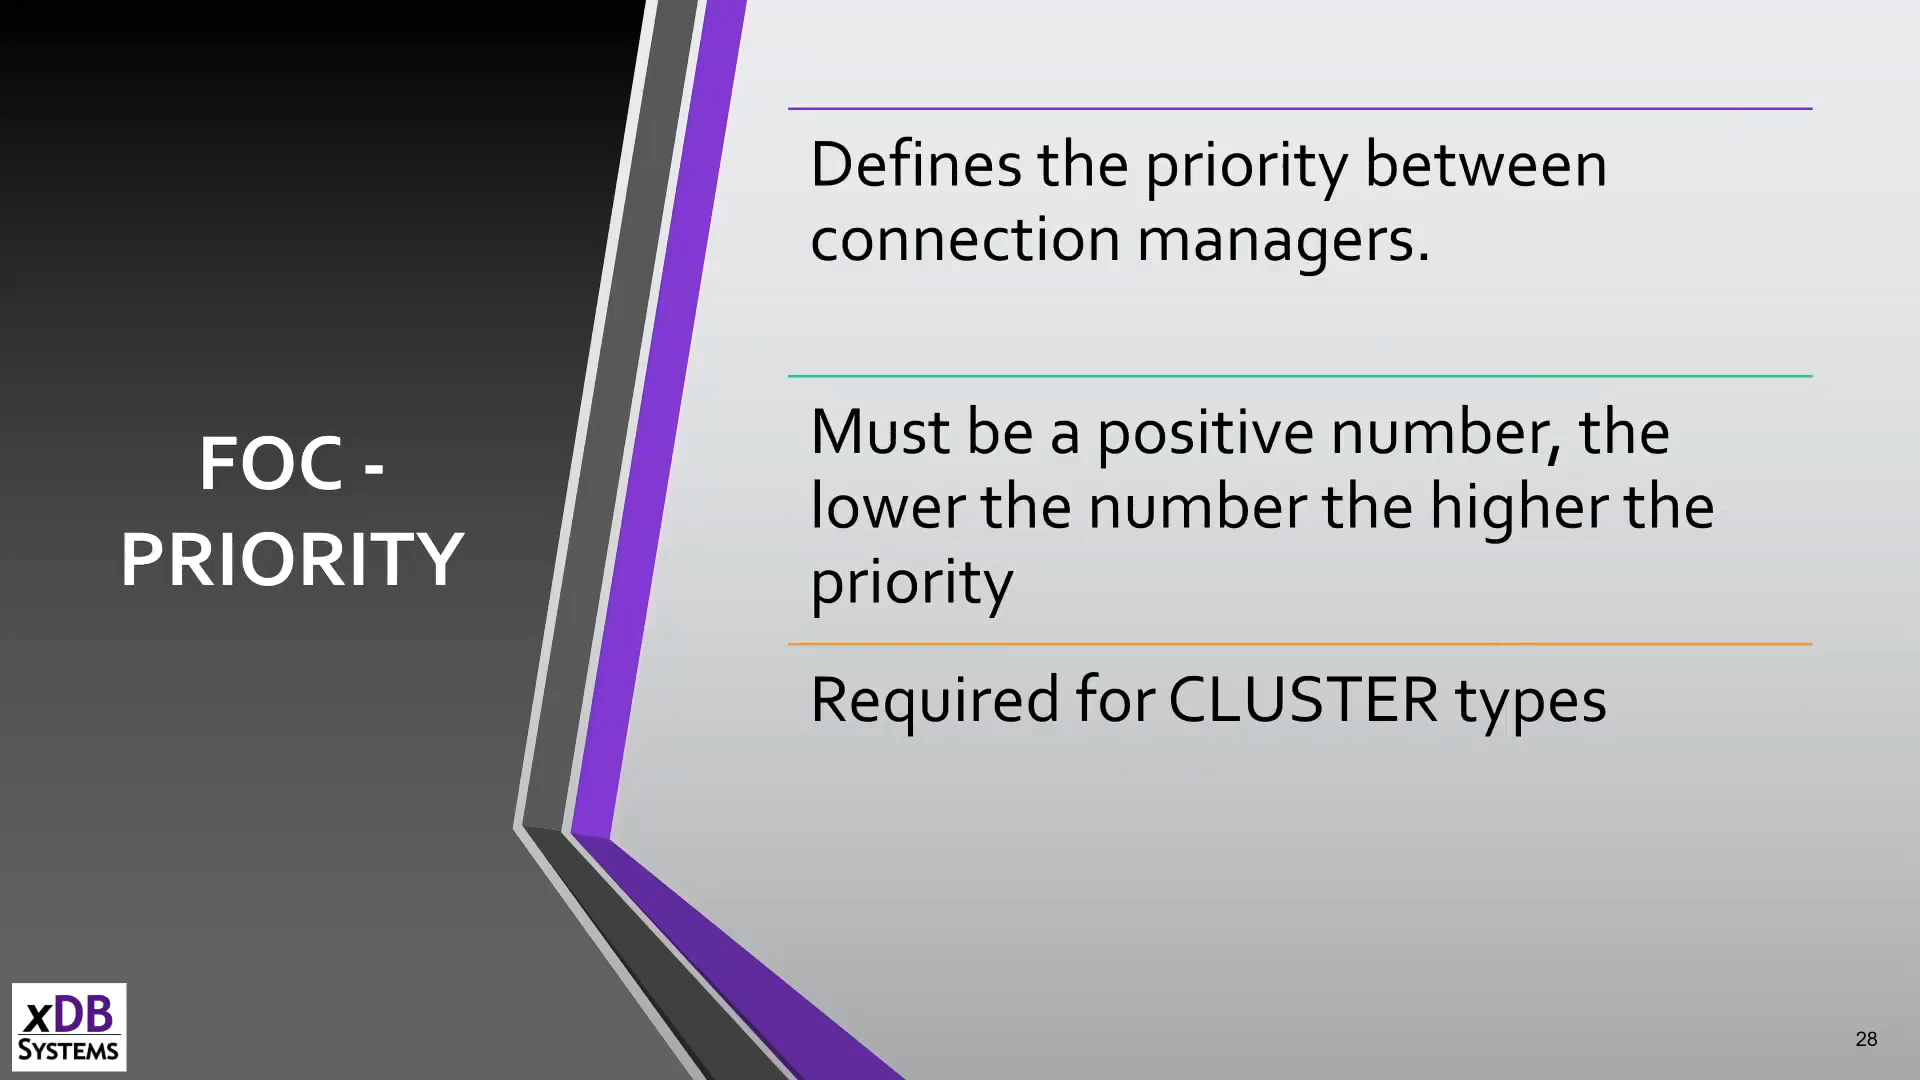 FOC -
PRIORITY
Defines the priority between
connection managers.
Must be a positive number, the
lower the number the higher the
priority
Required for CLUSTER types
xDB
SYSTEMS
28